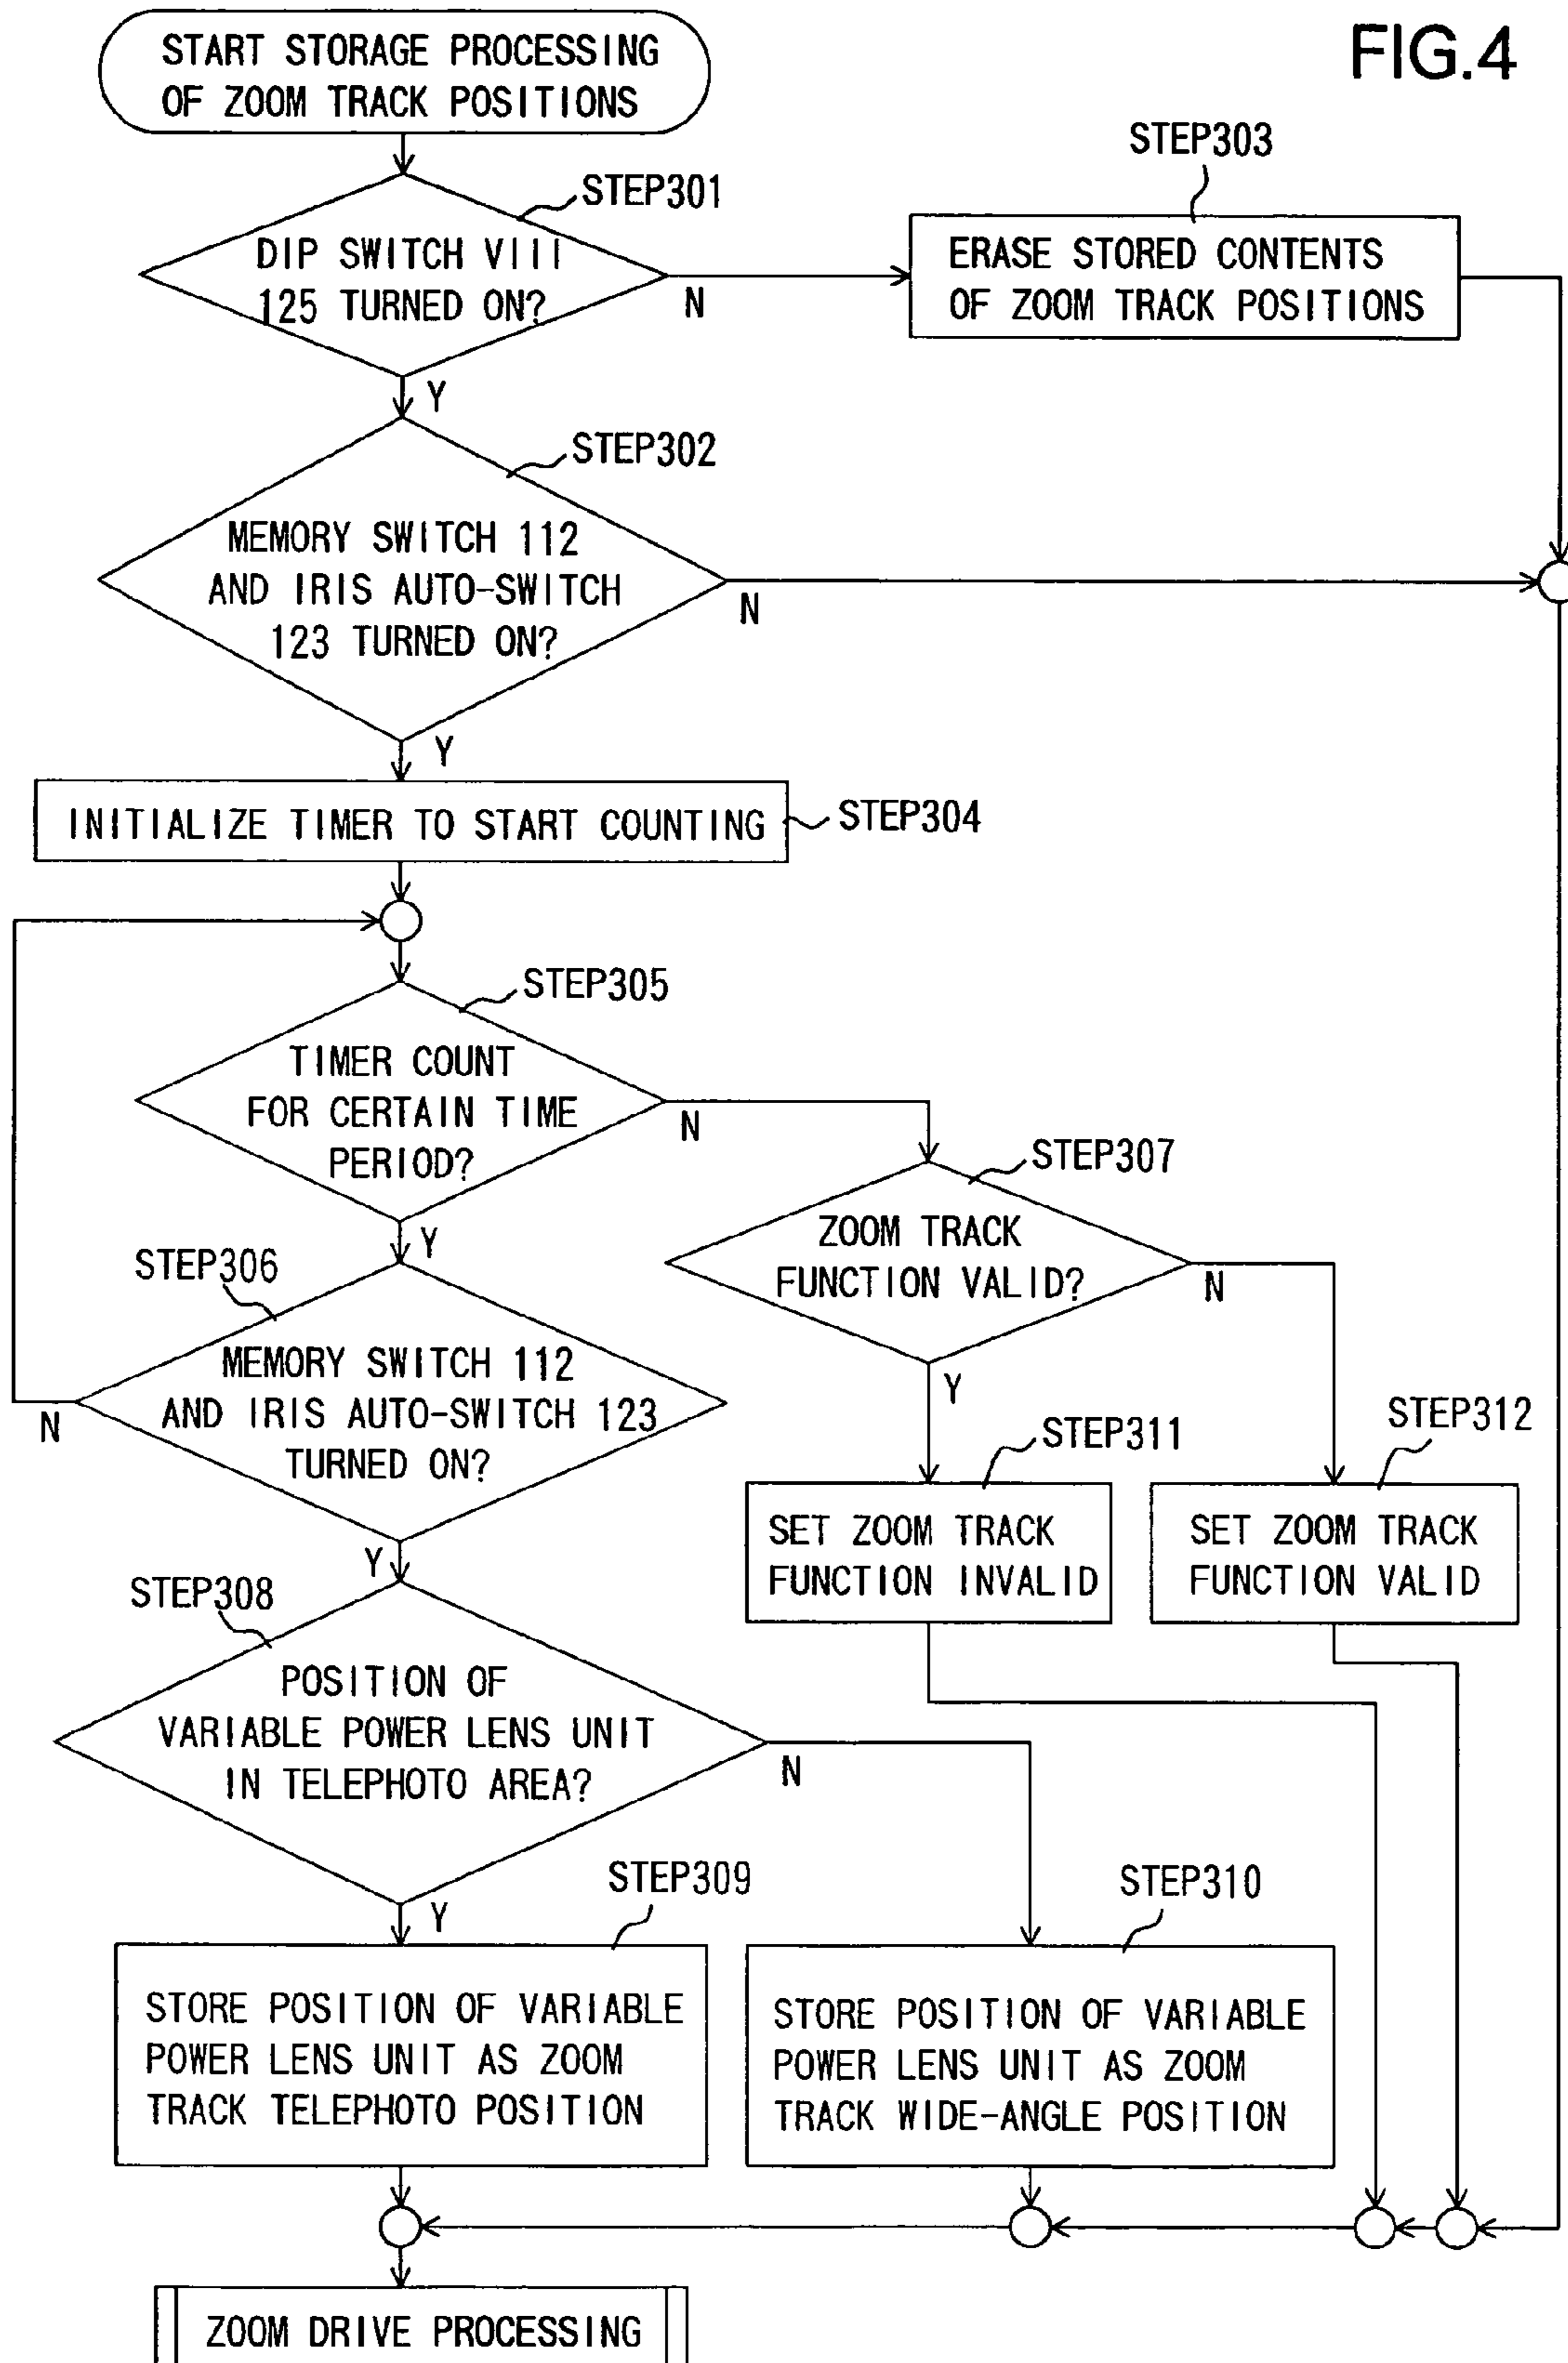 FIG.4
START STORAGE PROCESSING
OF ZOOM TRACK POSITIONS
STEP301
DIP SWITCH VIII
125 TURNED ON?
N
Y
STEP303
ERASE STORED CONTENTS
OF ZOOM TRACK POSITIONS
STEP302
MEMORY SWITCH 112
AND IRIS AUTO-SWITCH
123 TURNED ON?
N
Y
INITIALIZE TIMER TO START COUNTING
STEP304
STEP305
TIMER COUNT
FOR CERTAIN TIME
PERIOD?
N
Y
STEP307
ZOOM TRACK
FUNCTION VALID?
N
Y
STEP306
MEMORY SWITCH 112
AND IRIS AUTO-SWITCH 123
TURNED ON?
N
Y
STEP311
SET ZOOM TRACK
FUNCTION INVALID
STEP312
SET ZOOM TRACK
FUNCTION VALID
STEP308
POSITION OF
VARIABLE POWER LENS UNIT
IN TELEPHOTO AREA?
N
Y
STEP309
STORE POSITION OF VARIABLE
POWER LENS UNIT AS ZOOM
TRACK TELEPHOTO POSITION
STEP310
STORE POSITION OF VARIABLE
POWER LENS UNIT AS ZOOM
TRACK WIDE-ANGLE POSITION
ZOOM DRIVE PROCESSING